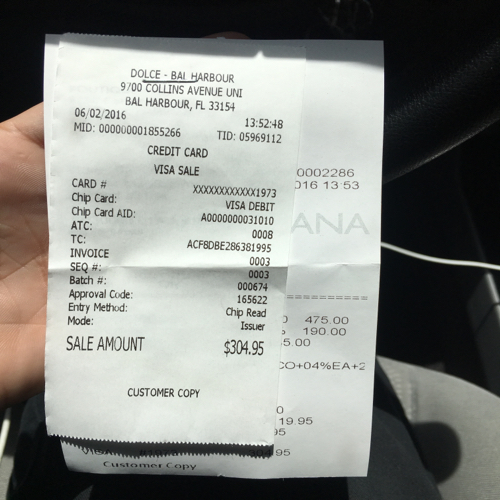 DOLCE - BAL HARBOUR
9700 COLLINS AVENUE UNI
BAL HARBOUR, FL 33154
06/02/2016 13:52:48
MID: 000000001855266 TID: 05969112
CREDIT CARD
VISA SALE
CARD # XXXXXXXXXXXX1973
Chip Card: VISA DEBIT
Chip Card AID: A0000000031010
ATC: 0008
TC: ACF8DBE286381995
INVOICE 0003
SEQ #: 0003
Batch #: 000674
Approval Code: 165622
Entry Method: Chip Read
Mode: Issuer
SALE AMOUNT $304.95
CUSTOMER COPY
0002286
016 13:53
ANA
==========
475.00
190.00
5.00
CO+04%EA+2
0
19.95
95
95
Customer Copy